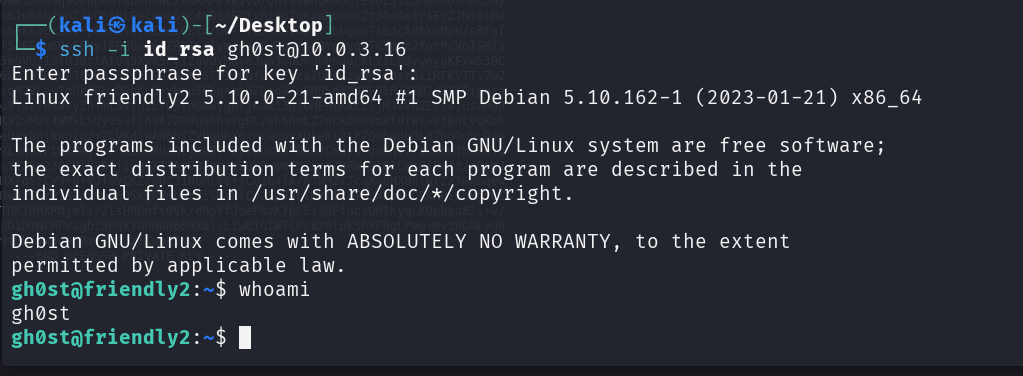 ┌──(kali㉿kali)-[~/Desktop]
└─$ ssh -i id_rsa gh0st@10.0.3.16
Enter passphrase for key 'id_rsa':
Linux friendly2 5.10.0-21-amd64 #1 SMP Debian 5.10.162-1 (2023-01-21) x86_64

The programs included with the Debian GNU/Linux system are free software;
the exact distribution terms for each program are described in the
individual files in /usr/share/doc/*/copyright.

Debian GNU/Linux comes with ABSOLUTELY NO WARRANTY, to the extent
permitted by applicable law.
gh0st@friendly2:~$ whoami
gh0st
gh0st@friendly2:~$